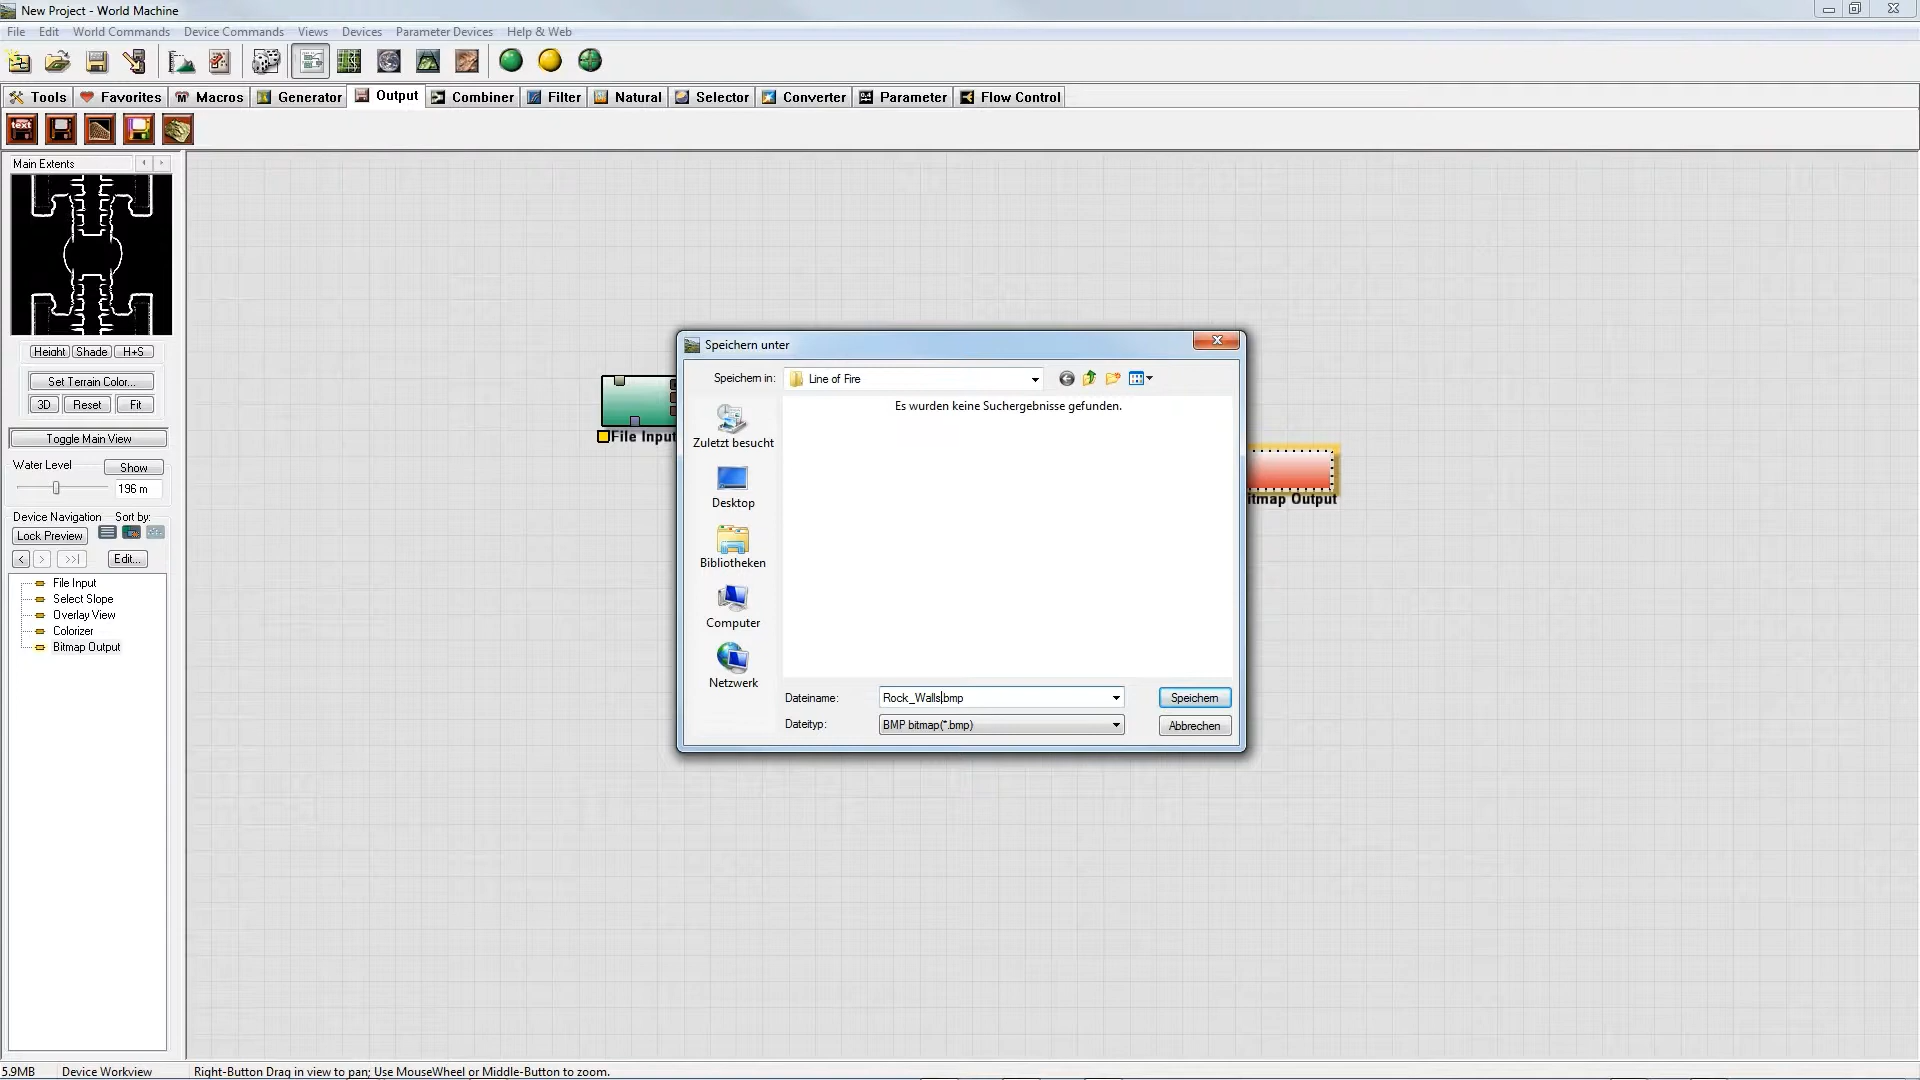 New Project - World Machine
File Edit World Commands Device Commands Views Devices Parameter Devices Help & Web
Tools Favorites Macros Generator Output Combiner Filter Natural Selector Converter Parameter Flow Control
text
Main Extents
Height Shade H+S
Set Terrain Color...
3D Reset Fit
Toggle Main View
Water Level Show
196 m
Device Navigation Sort by:
Lock Preview
< > >>| Edit...
File Input
Select Slope
Overlay View
Colorizer
Bitmap Output
File Input
itmap Output
Speichern unter
Speichern in: Line of Fire
Es wurden keine Suchergebnisse gefunden.
Zuletzt besucht
Desktop
Bibliotheken
Computer
Netzwerk
Dateiname: Rock_Walls.bmp Speichern
Dateityp: BMP bitmap(*.bmp) Abbrechen
5.9MB Device Workview Right-Button Drag in view to pan; Use MouseWheel or Middle-Button to zoom.